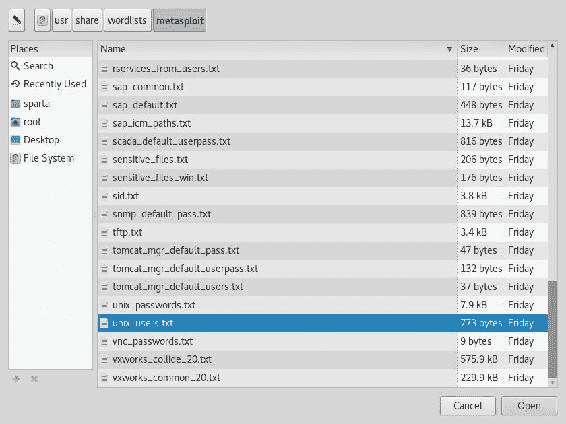 usr share wordlists metasploit
Places
Search
Recently Used
sparta
root
Desktop
File System
Name Size Modified
rservices_from_users.txt 36 bytes Friday
sap_common.txt 117 bytes Friday
sap_default.txt 448 bytes Friday
sap_icm_paths.txt 13.7 kB Friday
scada_default_userpass.txt 816 bytes Friday
sensitive_files.txt 206 bytes Friday
sensitive_files_win.txt 176 bytes Friday
sid.txt 3.8 kB Friday
snmp_default_pass.txt 839 bytes Friday
tftp.txt 3.4 kB Friday
tomcat_mgr_default_pass.txt 47 bytes Friday
tomcat_mgr_default_userpass.txt 132 bytes Friday
tomcat_mgr_default_users.txt 37 bytes Friday
unix_passwords.txt 7.9 kB Friday
unix_users.txt 773 bytes Friday
vnc_passwords.txt 9 bytes Friday
vxworks_collide_20.txt 575.9 kB Friday
vxworks_common_20.txt 229.9 kB Friday
Cancel Open